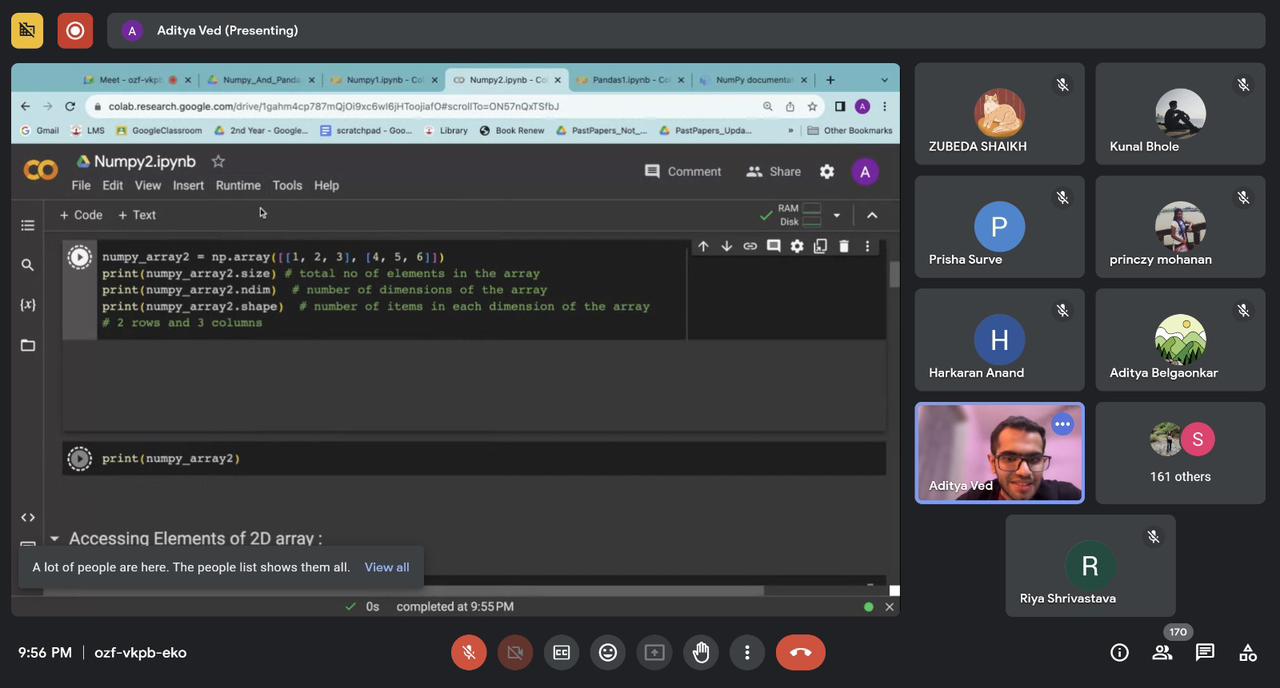 A Aditya Ved (Presenting)
Meet - ozf-vkpb
Numpy_And_Panda
Numpy1.ipynb - Col
Numpy2.ipynb - Co
Pandas1.ipynb - Co
NumPy documentat
colab.research.google.com/drive/1gahm4cp787mQjOi9xc6wl6jHToojiafO#scrollTo=ON57nQxTSfbJ
A
Gmail
LMS
GoogleClassroom
2nd Year - Google...
scratchpad - Goo...
Library
Book Renew
PastPapers_Not_...
PastPapers_Upda...
»
Other Bookmarks
Numpy2.ipynb
Comment
Share
A
File Edit View Insert Runtime Tools Help
+ Code + Text
RAM
Disk
numpy_array2 = np.array([[1, 2, 3], [4, 5, 6]])
print(numpy_array2.size) # total no of elements in the array
print(numpy_array2.ndim) # number of dimensions of the array
print(numpy_array2.shape) # number of items in each dimension of the array
# 2 rows and 3 columns
{x}
print(numpy_array2)
<>
Accessing Elements of 2D array :
A lot of people are here. The people list shows them all. View all
0s completed at 9:55 PM
ZUBEDA SHAIKH
Kunal Bhole
P
Prisha Surve
princzy mohanan
H
Harkaran Anand
Aditya Belgaonkar
Aditya Ved
S
161 others
R
Riya Shrivastava
9:56 PM | ozf-vkpb-eko
CC
170